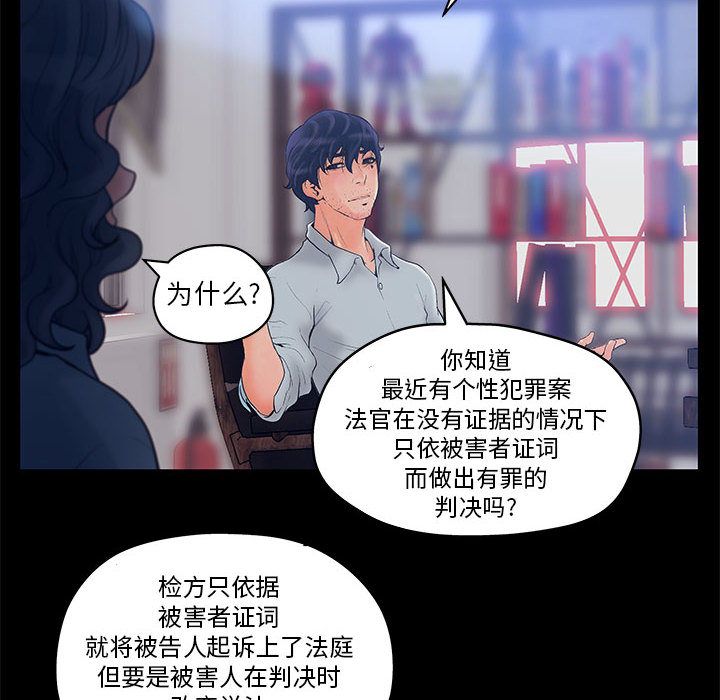 为什么?
你知道
最近有个性犯罪案
法官在没有证据的情况下
只依被害者证词
而做出有罪的
判决吗?
检方只依据
被害者证词
就将被告人起诉上了法庭
但要是被害人在判决时